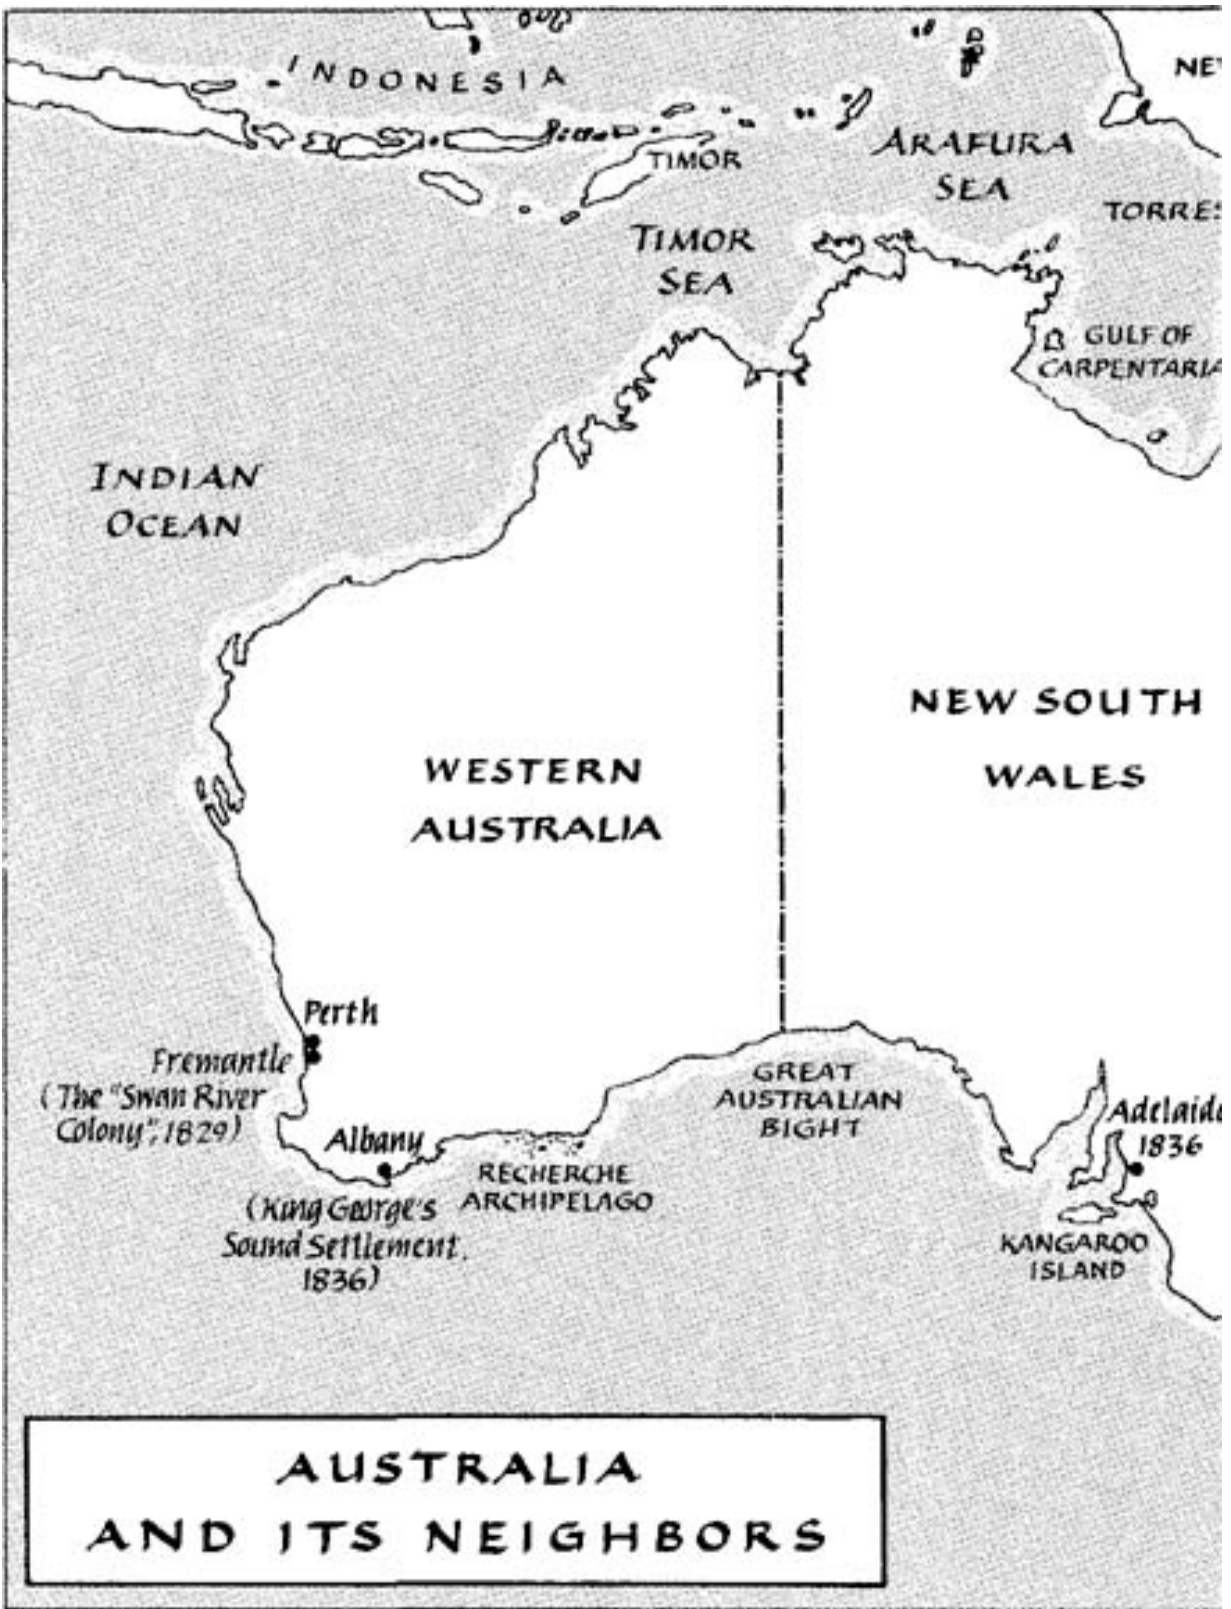 INDONESIA
NE
TIMOR
ARAFURA
SEA
TORRES
TIMOR
SEA
GULF OF
CARPENTARIA
INDIAN
OCEAN
NEW SOUTH
WALES
WESTERN
AUSTRALIA
Perth
Fremantle
(The "Swan River
Colony", 1829)
Albany
(King George's
Sound Settlement.
1836)
RECHERCHE
ARCHIPELAGO
GREAT
AUSTRALIAN
BIGHT
Adelaide
1836
KANGAROO
ISLAND
AUSTRALIA
AND ITS NEIGHBORS